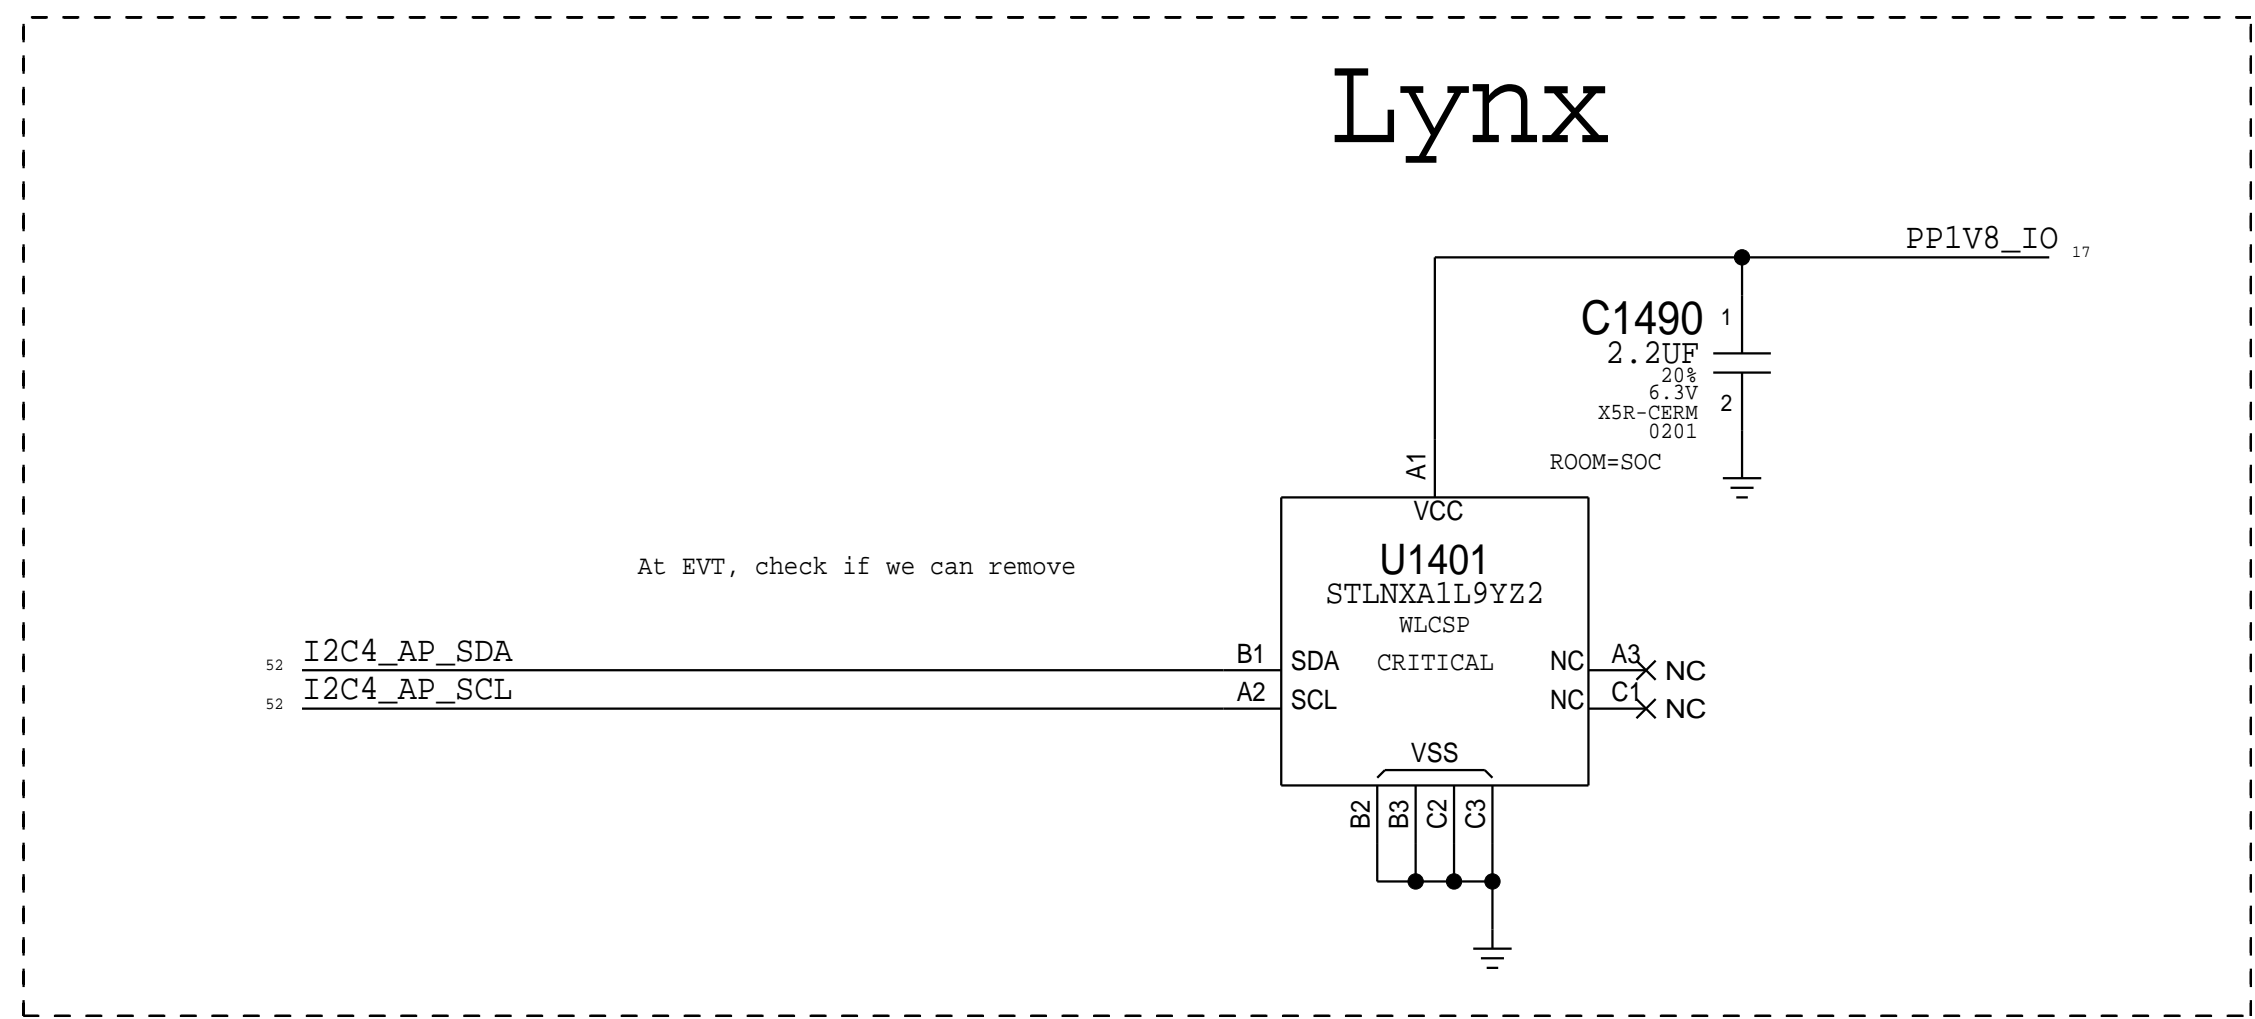 Lynx
PP1V8_IO 17
C1490 1
2.2UF
20%
6.3V
X5R-CERM 2
0201
ROOM=SOC
A1
VCC
At EVT, check if we can remove
U1401
STLNXA1L9YZ2
WLCSP
CRITICAL
52 I2C4_AP_SDA B1 SDA NC A3 NC
52 I2C4_AP_SCL A2 SCL NC C1 NC
VSS
B2 B3 C2 C3